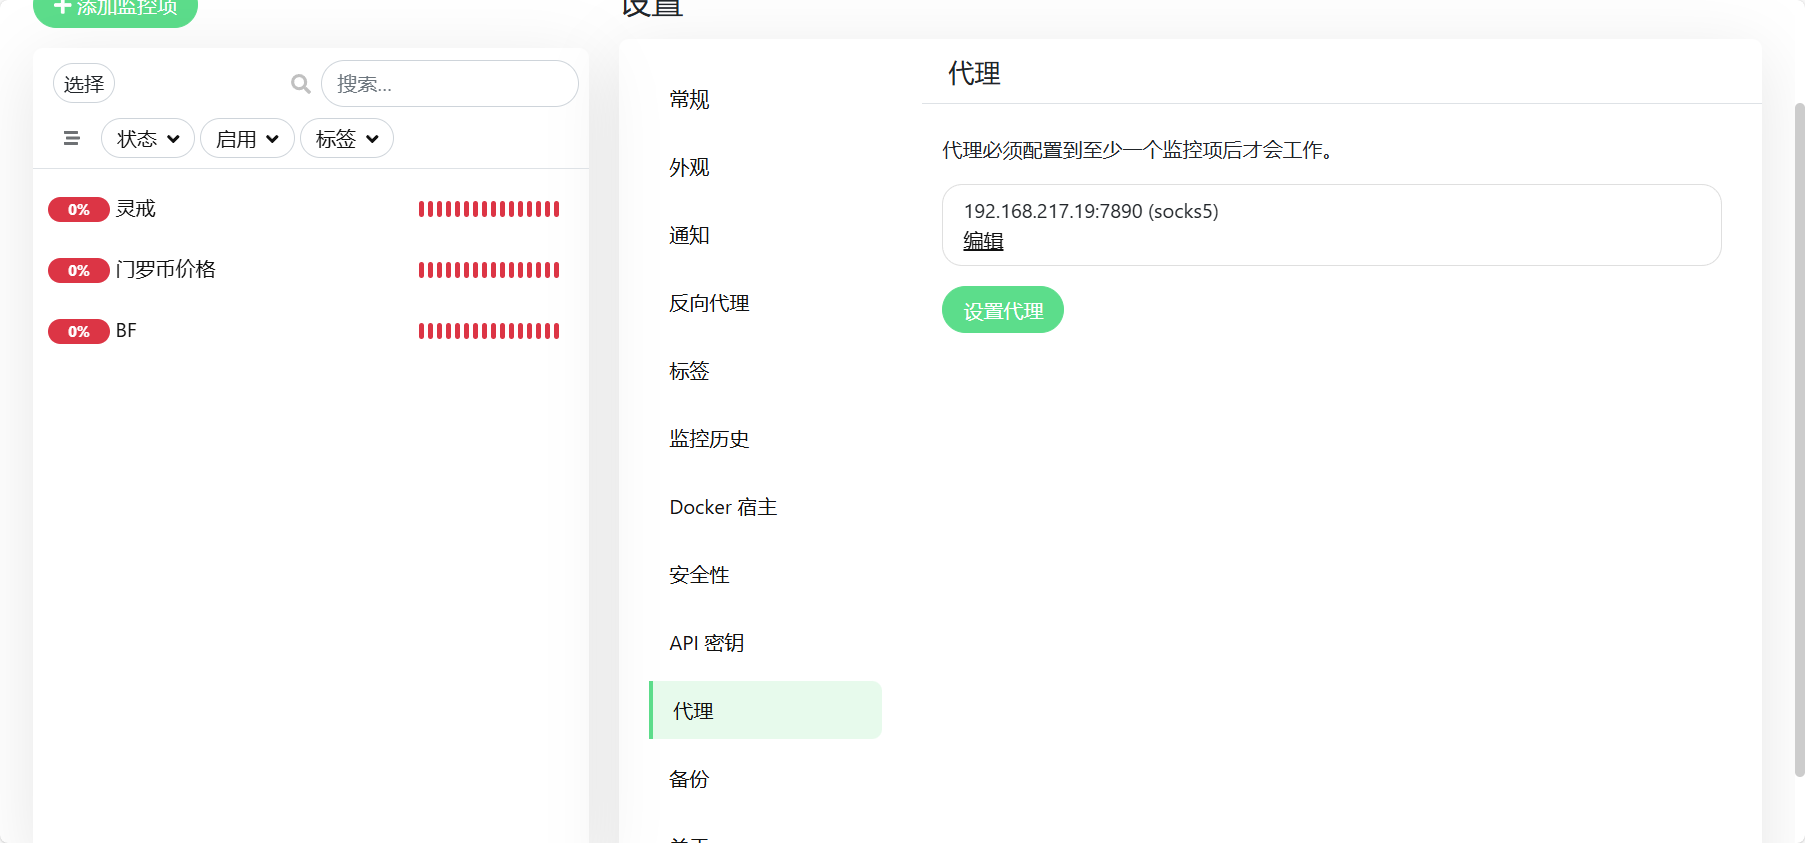 添加监控项
设置
选择
搜索...
状态
启用
标签
0% 灵戒
0% 门罗币价格
0% BF
常规
外观
通知
反向代理
标签
监控历史
Docker 宿主
安全性
API 密钥
代理
备份
代理
代理必须配置到至少一个监控项后才会工作。
192.168.217.19:7890 (socks5)
编辑
设置代理